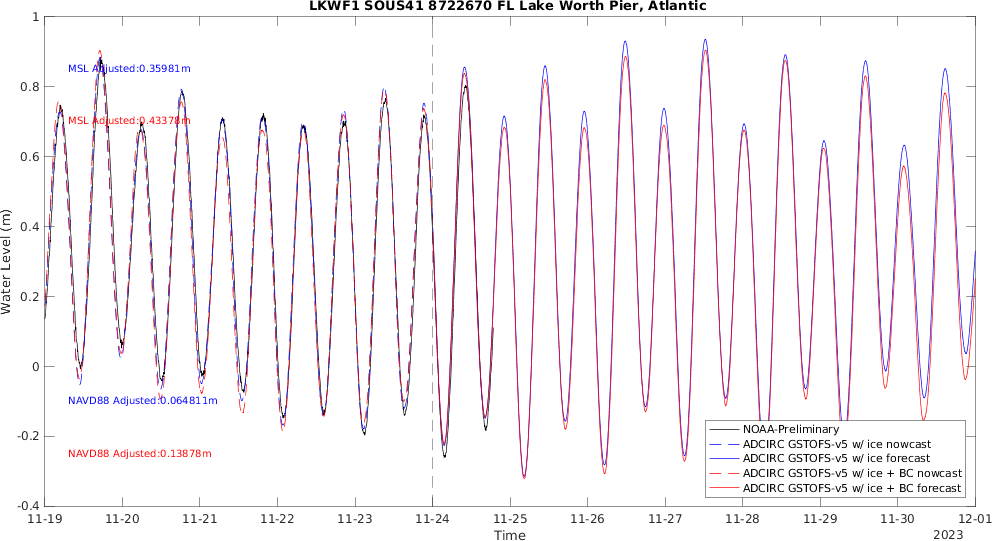 LKWF1 SOUS41 8722670 FL Lake Worth Pier, Atlantic
1
0.8
0.6
0.4
0.2
0
-0.2
-0.4
Water Level (m)
MSL Adjusted:0.35981m
MSL Adjusted:0.43378m
NAVD88 Adjusted:0.064811m
NAVD88 Adjusted:0.13878m
NOAA-Preliminary
ADCIRC GSTOFS-v5 w/ ice nowcast
ADCIRC GSTOFS-v5 w/ ice forecast
ADCIRC GSTOFS-v5 w/ ice + BC nowcast
ADCIRC GSTOFS-v5 w/ ice + BC forecast
11-19 11-20 11-21 11-22 11-23 11-24 11-25 11-26 11-27 11-28 11-29 11-30 12-01
Time
2023